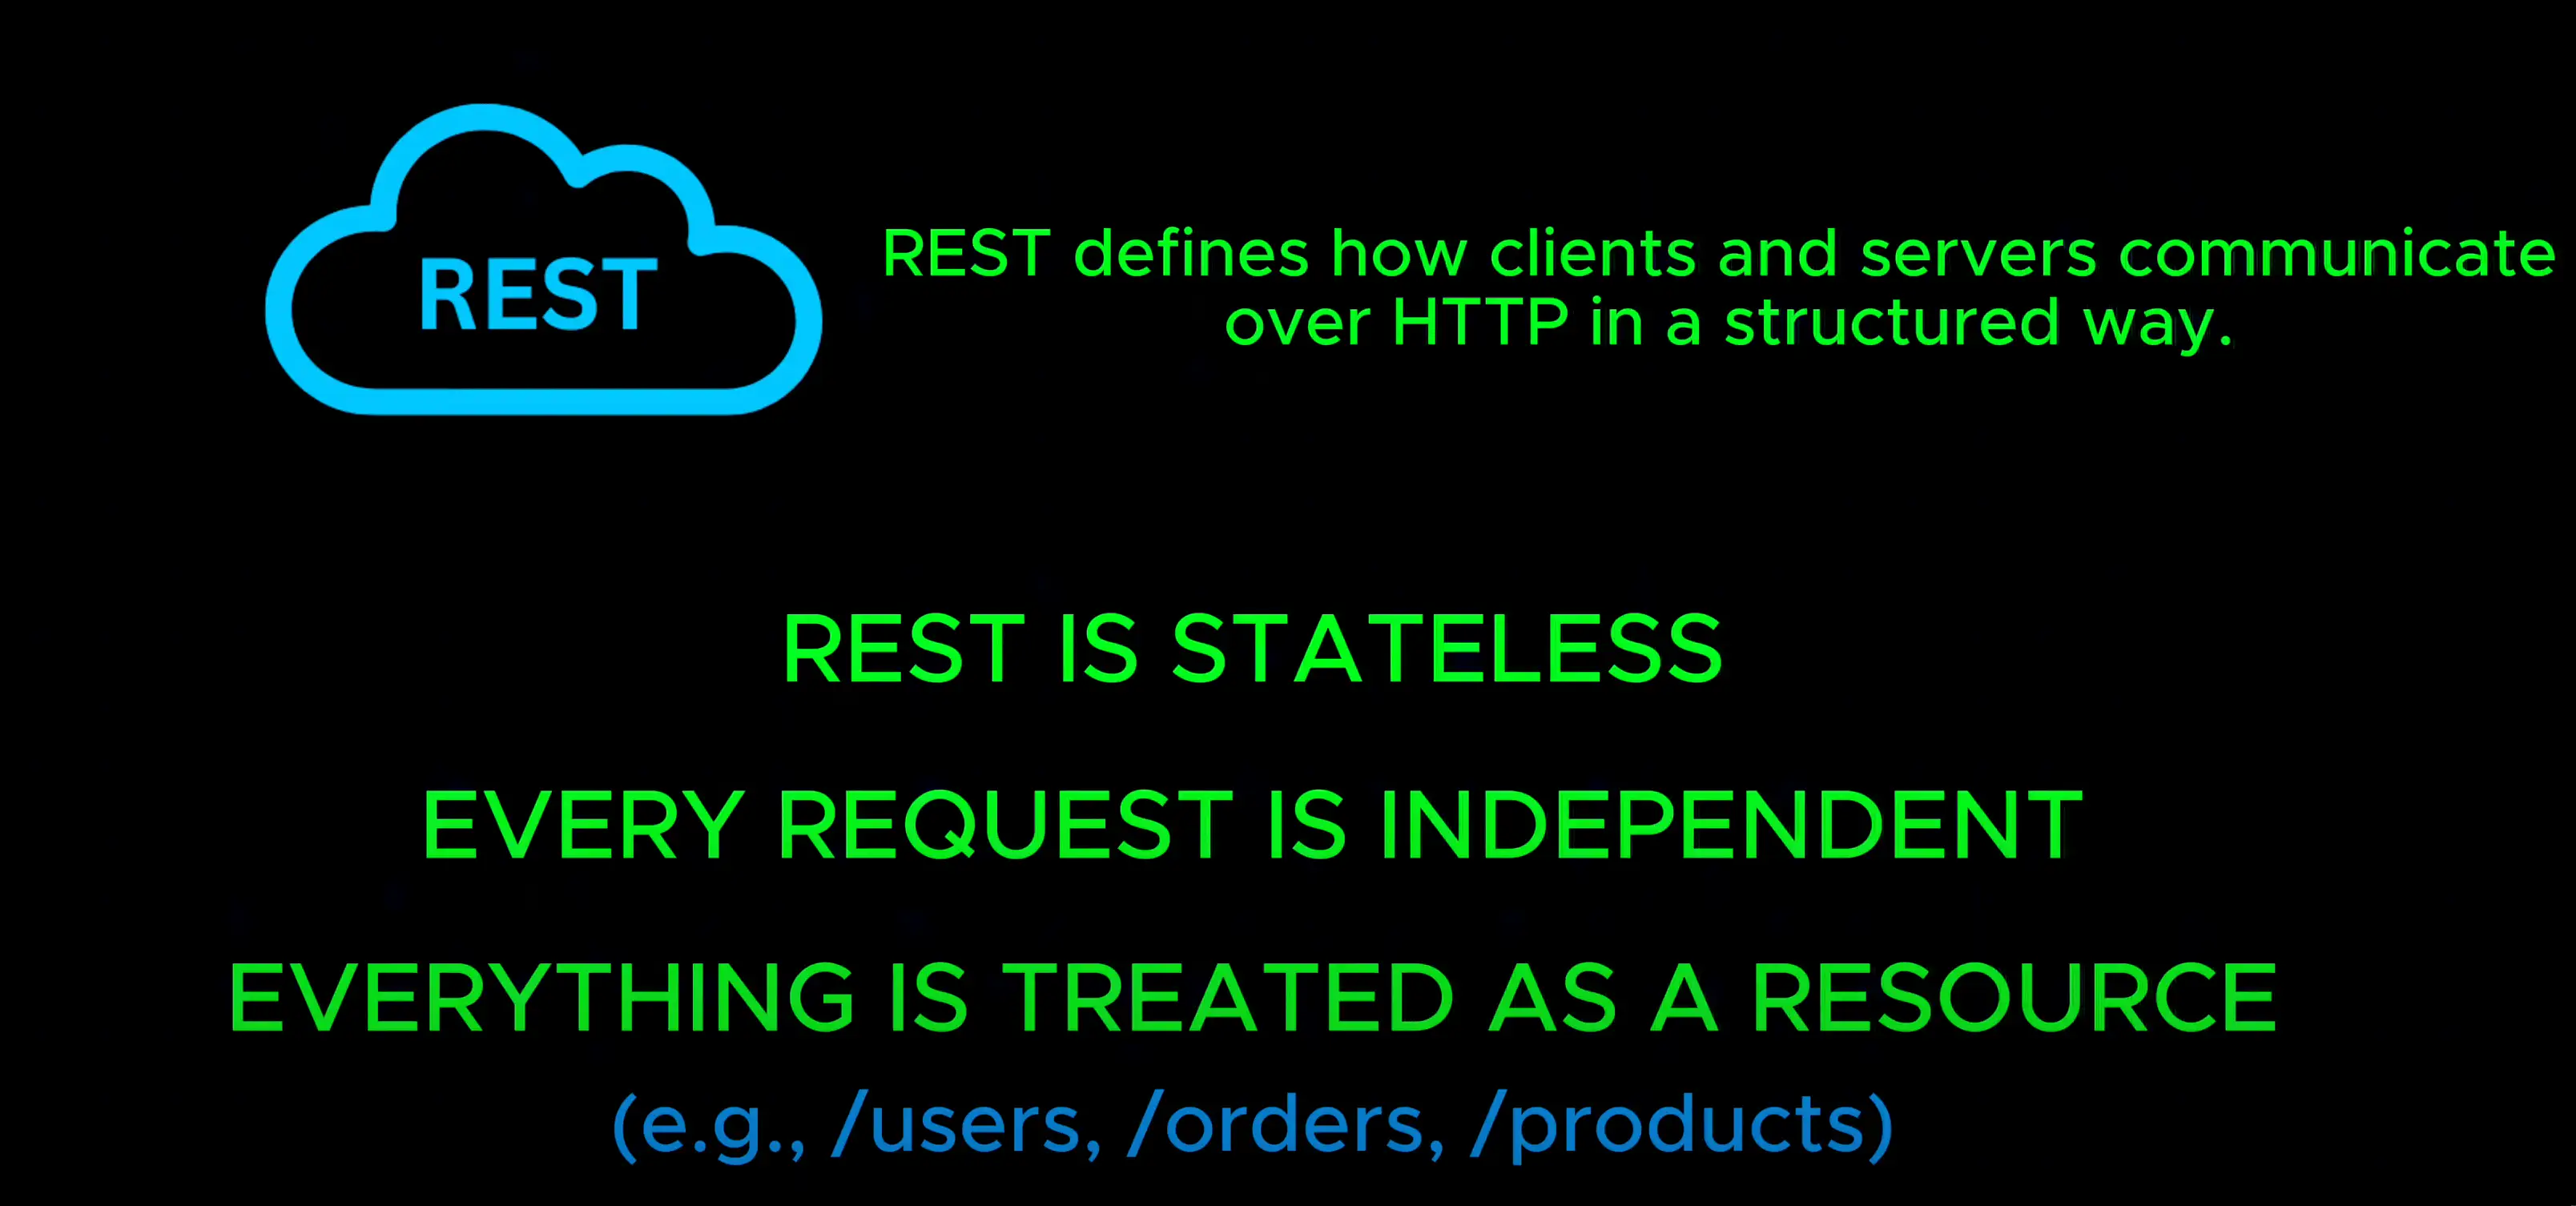 REST
REST defines how clients and servers communicate
over HTTP in a structured way.
REST IS STATELESS
EVERY REQUEST IS INDEPENDENT
EVERYTHING IS TREATED AS A RESOURCE
(e.g., /users, /orders, /products)